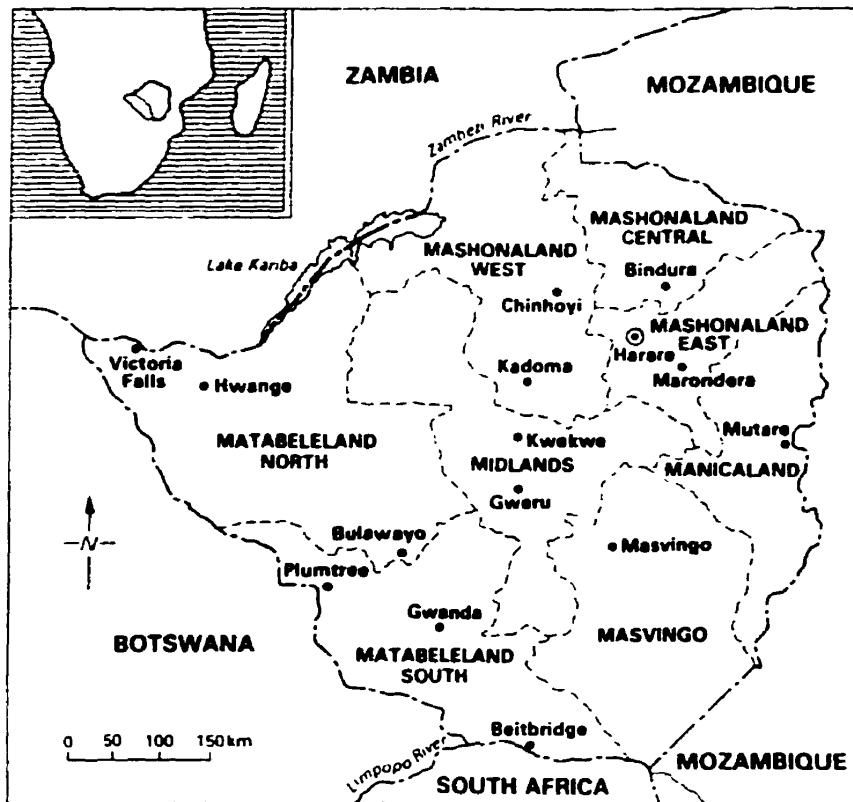 ZAMBIA
MOZAMBIQUE
Zambezi River
MASHONALAND
CENTRAL
Lake Kariba
MASHONALAND
WEST
Bindura
Chinhoyi
MASHONALAND
EAST
Harare
Victoria
Falls
Hwange
Kadoma
Marondera
MATABELELAND
NORTH
Kwekwe
Mutare
MIDLANDS
MANICALAND
Gweru
N
Bulawayo
Masvingo
Plumtree
Gwanda
BOTSWANA
MATABELELAND
SOUTH
MASVINGO
0 50 100 150km
Beitbridge
Limpopo River
MOZAMBIQUE
SOUTH AFRICA